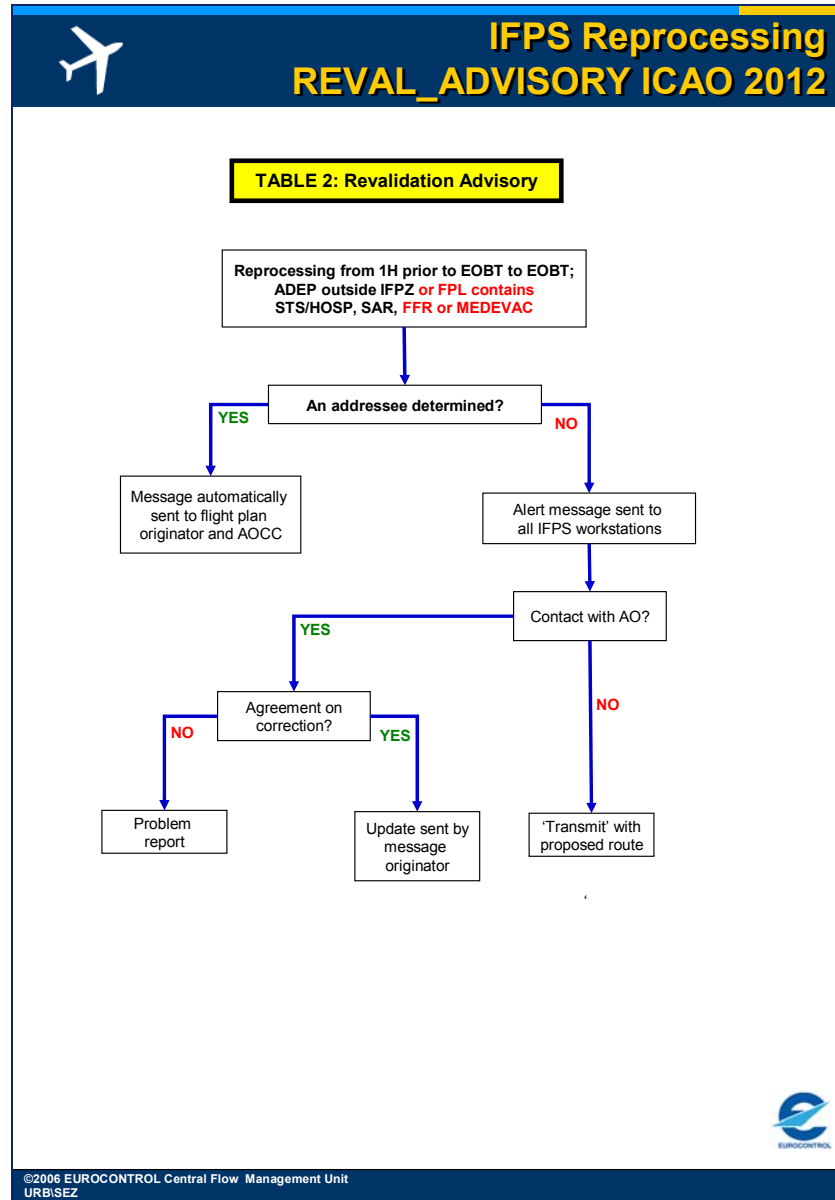 IFPS Reprocessing
REVAL_ADVISORY ICAO 2012
TABLE 2: Revalidation Advisory
Reprocessing from 1H prior to EOBT to EOBT;
ADEP outside IFPZ or FPL contains
STS/HOSP, SAR, FFR or MEDEVAC
An addressee determined?
YES
NO
Message automatically
sent to flight plan
originator and AOCC
Alert message sent to
all IFPS workstations
Contact with AO?
YES
NO
Agreement on
correction?
NO
YES
Problem
report
Update sent by
message
originator
‘Transmit’ with
proposed route
‘
EUROCONTROL
©2006 EUROCONTROL Central Flow Management Unit
URB\SEZ